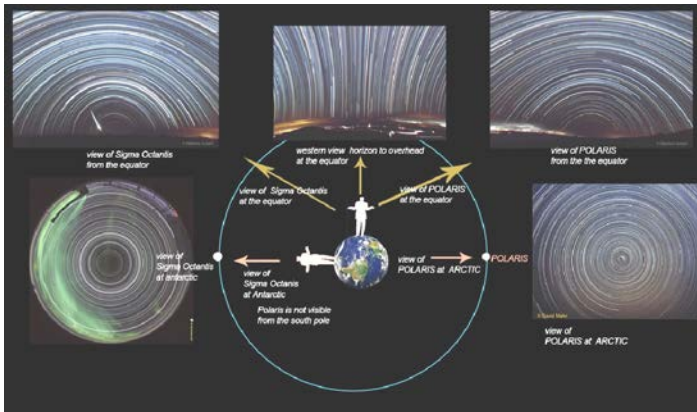 view of Sigma Octantis
from the equator
western view horizon to overhead
at the equator
view of POLARIS
from the the equator
view of Sigma Octantis
at the equator
view of POLARIS
at the equator
view of
Sigma Octantis
at antarctic
view of
Sigma Octanis
at Antarctic
Polaris is not visible
from the south pole
view of
POLARIS at ARCTIC
POLARIS
view of
POLARIS at ARCTIC